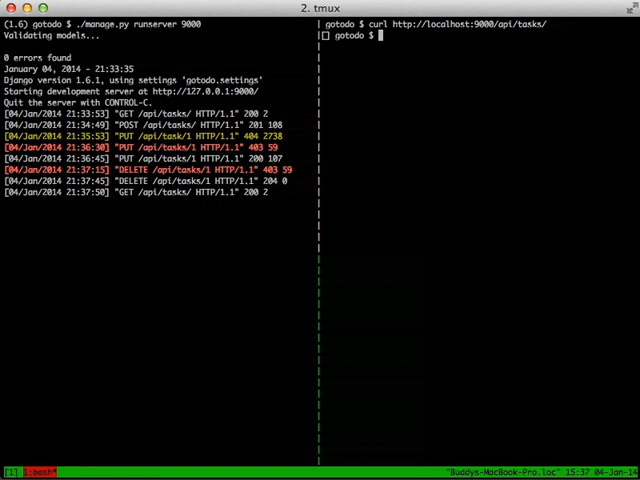 2. tmux
(1.6) gotodo $ ./manage.py runserver 9000
Validating models...
0 errors found
January 04, 2014 - 21:33:35
Django version 1.6.1, using settings 'gotodo.settings'
Starting development server at http://127.0.0.1:9000/
Quit the server with CONTROL-C.
[04/Jan/2014 21:33:53] "GET /api/tasks/ HTTP/1.1" 200 2
[04/Jan/2014 21:34:49] "POST /api/tasks/ HTTP/1.1" 201 108
[04/Jan/2014 21:35:53] "PUT /api/task/1 HTTP/1.1" 404 2738
[04/Jan/2014 21:36:30] "PUT /api/tasks/1 HTTP/1.1" 403 59
[04/Jan/2014 21:36:45] "PUT /api/tasks/1 HTTP/1.1" 200 107
[04/Jan/2014 21:37:15] "DELETE /api/tasks/1 HTTP/1.1" 403 59
[04/Jan/2014 21:37:45] "DELETE /api/tasks/1 HTTP/1.1" 204 0
[04/Jan/2014 21:37:50] "GET /api/tasks/ HTTP/1.1" 200 2
gotodo $ curl http://localhost:9000/api/tasks/
[] gotodo $
[1] 1:bash* "Buddys-MacBook-Pro.loc" 15:37 04-Jan-14